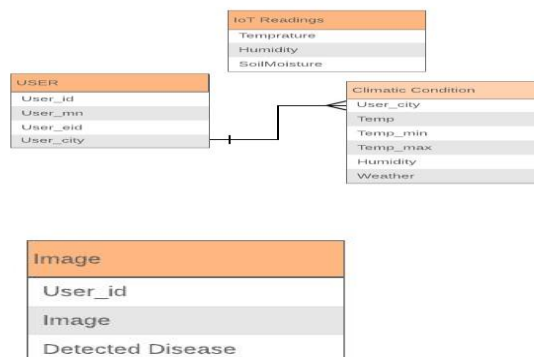 IoT Readings
Temprature
Humidity
SoilMoisture
USER
User_id
User_mn
User_eid
User_city
Climatic Condition
User_city
Temp
Temp_min
Temp_max
Humidity
Weather
Image
User_id
Image
Detected Disease